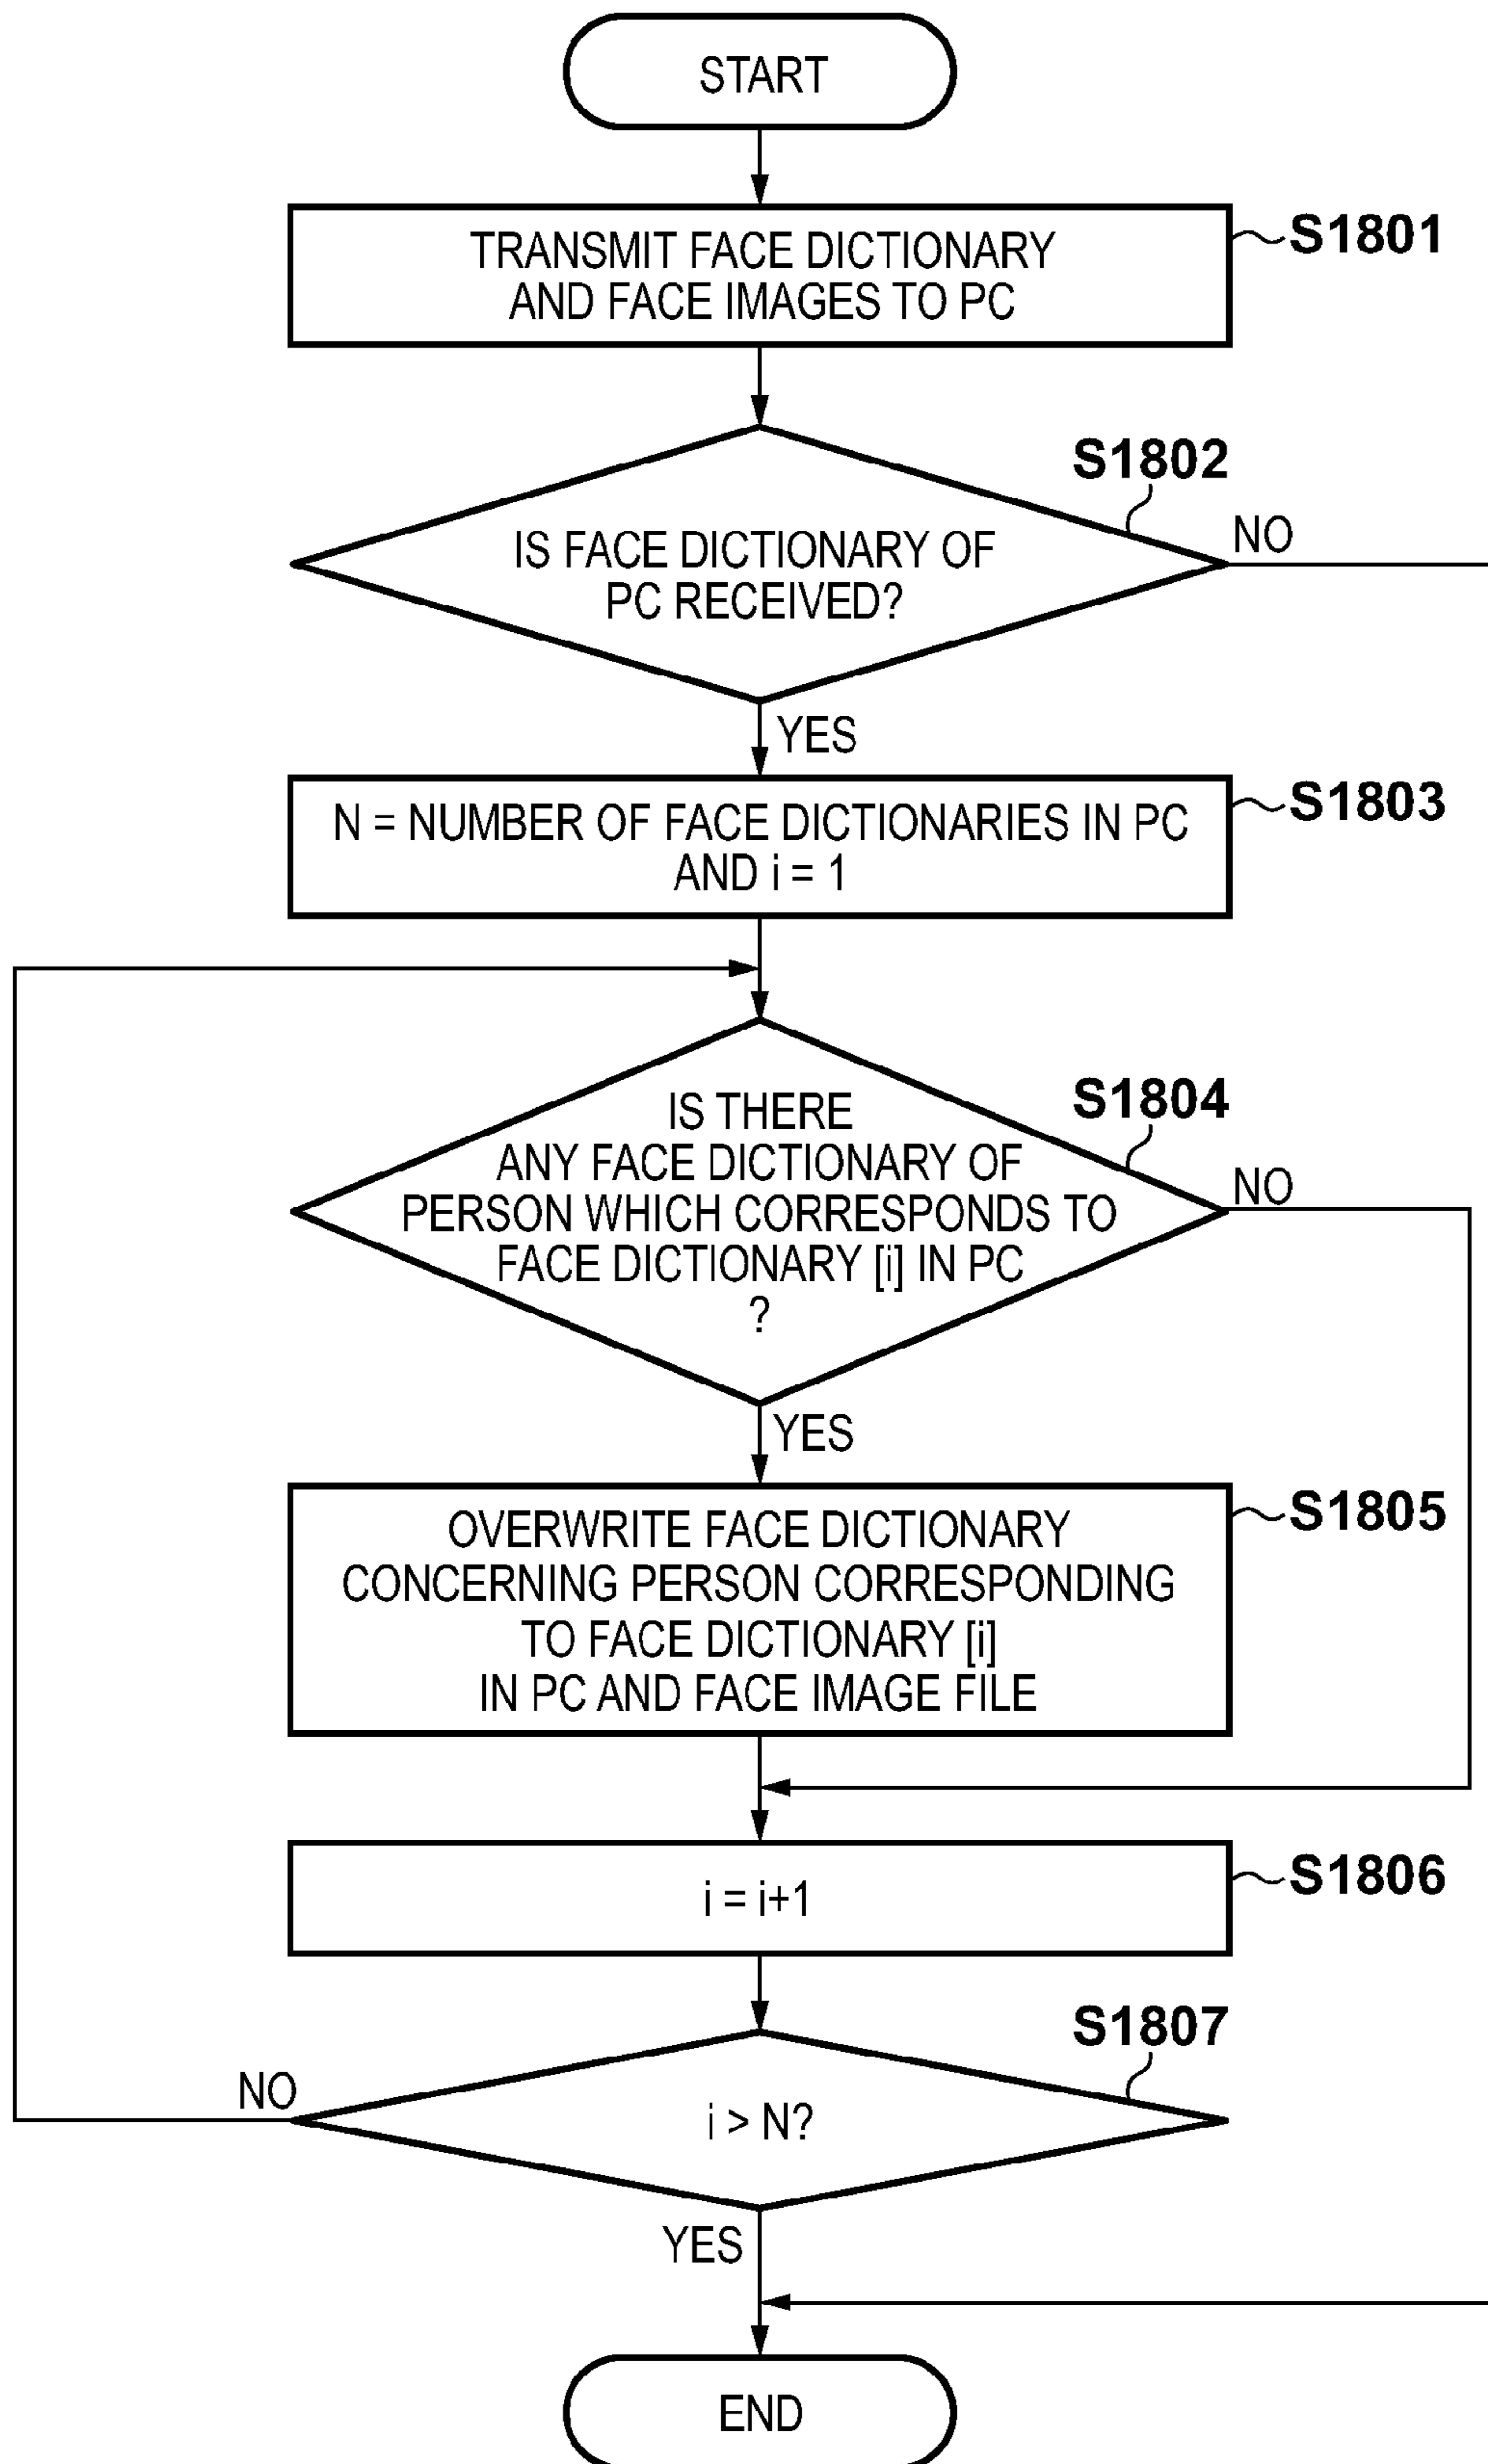 START
TRANSMIT FACE DICTIONARY
AND FACE IMAGES TO PC
S1801
S1802
IS FACE DICTIONARY OF
PC RECEIVED?
NO
YES
N = NUMBER OF FACE DICTIONARIES IN PC
AND i = 1
S1803
IS THERE
ANY FACE DICTIONARY OF
PERSON WHICH CORRESPONDS TO
FACE DICTIONARY [i] IN PC
?
S1804
NO
YES
OVERWRITE FACE DICTIONARY
CONCERNING PERSON CORRESPONDING
TO FACE DICTIONARY [i]
IN PC AND FACE IMAGE FILE
S1805
i = i+1
S1806
S1807
NO
i > N?
YES
END